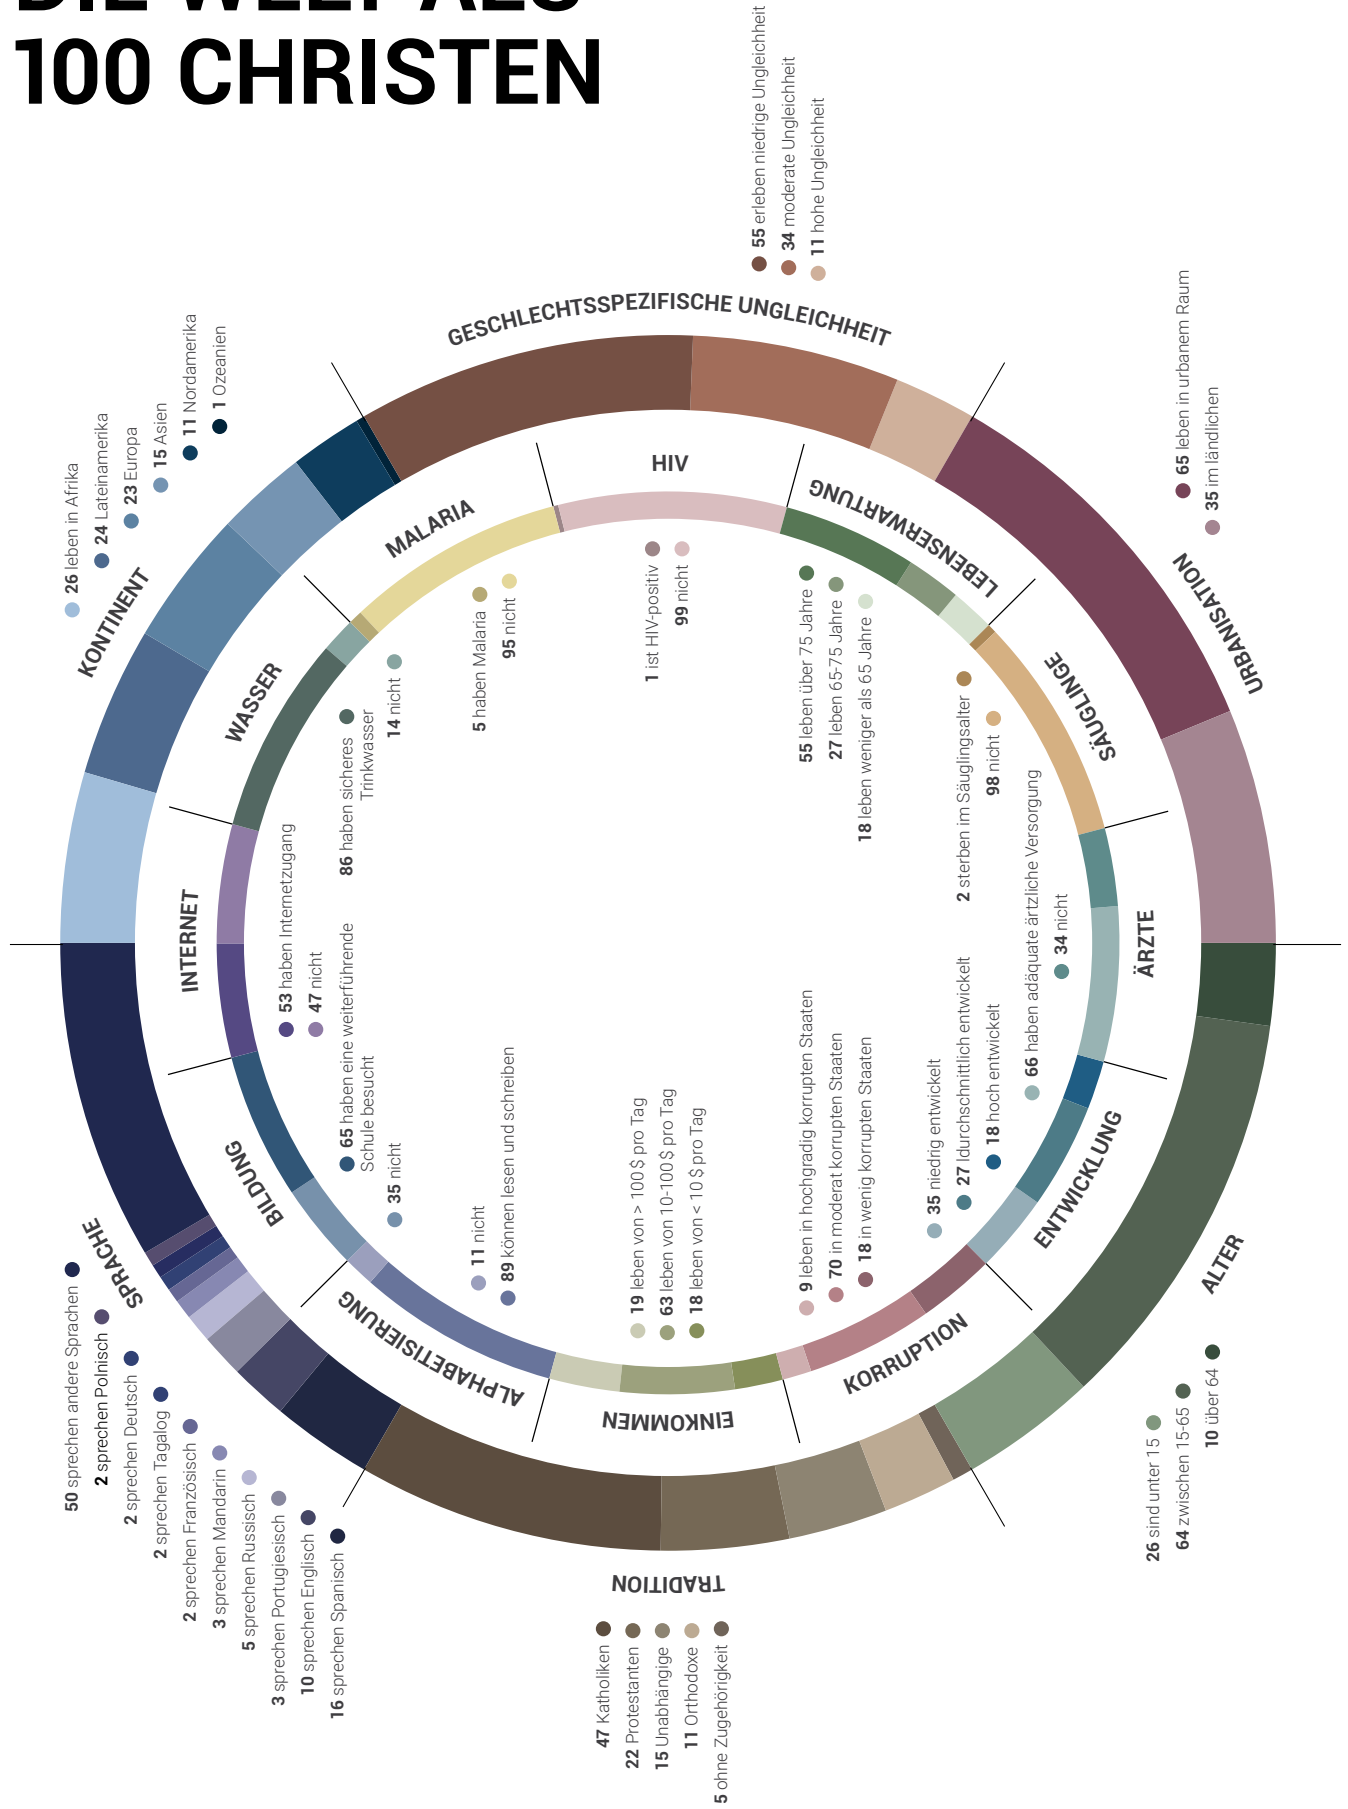 DIE WELT ALS
100 CHRISTEN
GESCHLECHTSSPEZIFISCHE UNGLEICHHEIT
55 erleben niedrige Ungleichheit
34 moderate Ungleichheit
11 hohe Ungleichheit
URBANISATION
65 leben in urbanem Raum
35 im ländlichen
ALTER
26 sind unter 15
64 zwischen 15-65
10 über 64
TRADITION
47 Katholiken
22 Protestanten
15 Unabhängige
11 Orthodoxe
5 ohne Zugehörigkeit
SPRACHE
50 sprechen andere Sprachen
2 sprechen Polnisch
2 sprechen Deutsch
2 sprechen Tagalog
2 sprechen Französisch
3 sprechen Mandarin
5 sprechen Russisch
3 sprechen Portugiesisch
10 sprechen Englisch
16 sprechen Spanisch
KONTINENT
26 leben in Afrika
24 Lateinamerika
23 Europa
15 Asien
11 Nordamerika
1 Ozeanien
HIV
1 ist HIV-positiv
99 nicht
LEBENSERWARTUNG
55 leben über 75 Jahre
27 leben 65-75 Jahre
18 leben weniger als 65 Jahre
SÄUGLINGE
2 sterben im Säuglingsalter
98 nicht
ÄRZTE
66 haben adäquate ärtzliche Versorgung
34 nicht
ENTWICKLUNG
35 niedrig entwickelt
27 ldurchschnittlich entwickelt
18 hoch entwickelt
KORRUPTION
9 leben in hochgradig korrupten Staaten
70 in moderat korrupten Staaten
18 in wenig korrupten Staaten
EINKOMMEN
19 leben von > 100 $ pro Tag
63 leben von 10-100 $ pro Tag
18 leben von < 10 $ pro Tag
ALPHABETISIERUNG
11 nicht
89 können lesen und schreiben
BILDUNG
65 haben eine weiterführende
Schule besucht
35 nicht
INTERNET
53 haben Internetzugang
47 nicht
WASSER
86 haben sicheres
Trinkwasser
14 nicht
MALARIA
5 haben Malaria
95 nicht